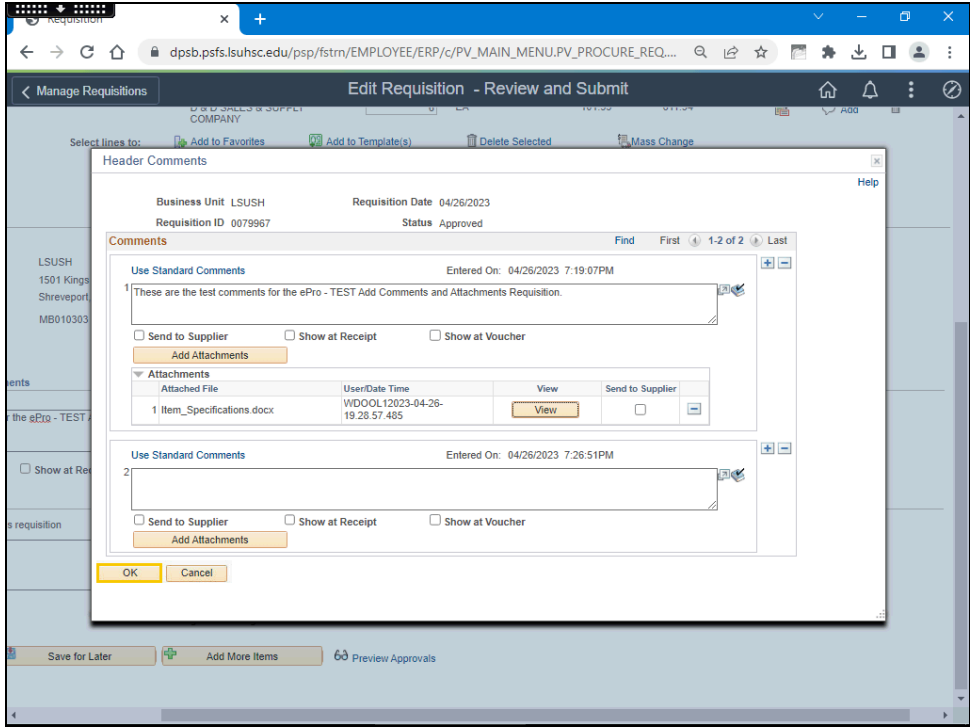 Requisition
dpsb.psfs.lsuhsc.edu/psp/fstrn/EMPLOYEE/ERP/c/PV_MAIN_MENU.PV_PROCURE_REQ....
Manage Requisitions
Edit Requisition - Review and Submit
D & D SALES & SUPPLY
COMPANY
Add
Select lines to:
Add to Favorites
Add to Template(s)
Delete Selected
Mass Change
Header Comments
Help
Business Unit LSUSH
Requisition Date 04/26/2023
Requisition ID 0079967
Status Approved
Comments
Find First 1-2 of 2 Last
LSUSH
1501 Kings
Shreveport
MB010303
Use Standard Comments
Entered On: 04/26/2023 7:19:07PM
1 These are the test comments for the ePro - TEST Add Comments and Attachments Requisition.
Send to Supplier
Show at Receipt
Show at Voucher
Add Attachments
Attachments
Attached File User/Date Time View Send to Supplier
1 Item_Specifications.docx
WDOOL12023-04-26-
19.28.57.485
View
ments
r the ePro - TEST
Use Standard Comments
Entered On: 04/26/2023 7:26:51PM
2
Show at Rec
Send to Supplier
Show at Receipt
Show at Voucher
s requisition
Add Attachments
OK
Cancel
Save for Later
Add More Items
Preview Approvals